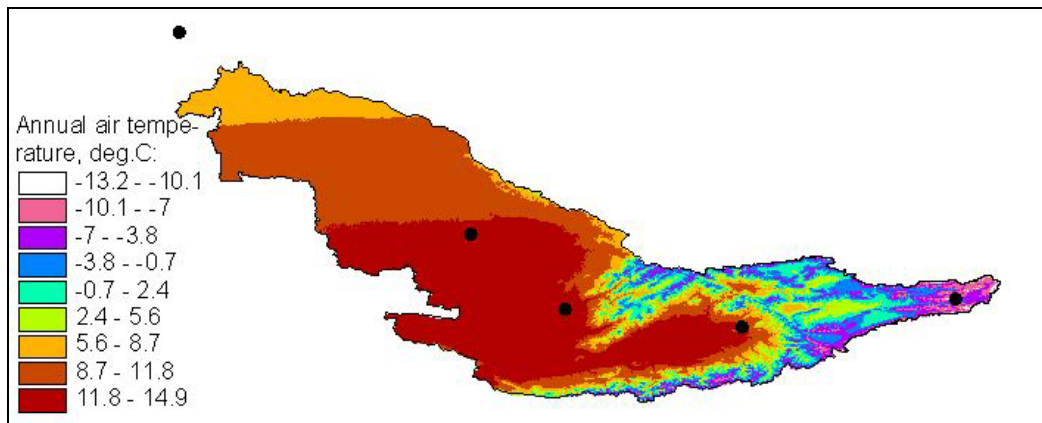 Annual air tempe-
rature, deg.C:
-13.2 - -10.1
-10.1 --7
-7 --3.8
-3.8 --0.7
-0.7 - 2.4
2.4 - 5.6
5.6 - 8.7
8.7 - 11.8
11.8 - 14.9